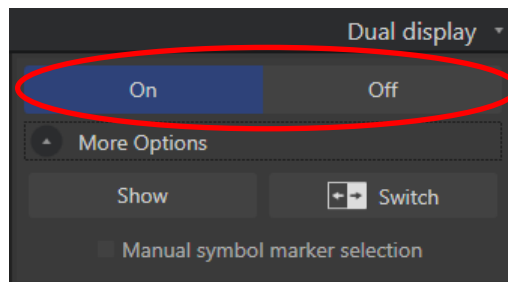 Dual display
On Off
More Options
Show Switch
Manual symbol marker selection